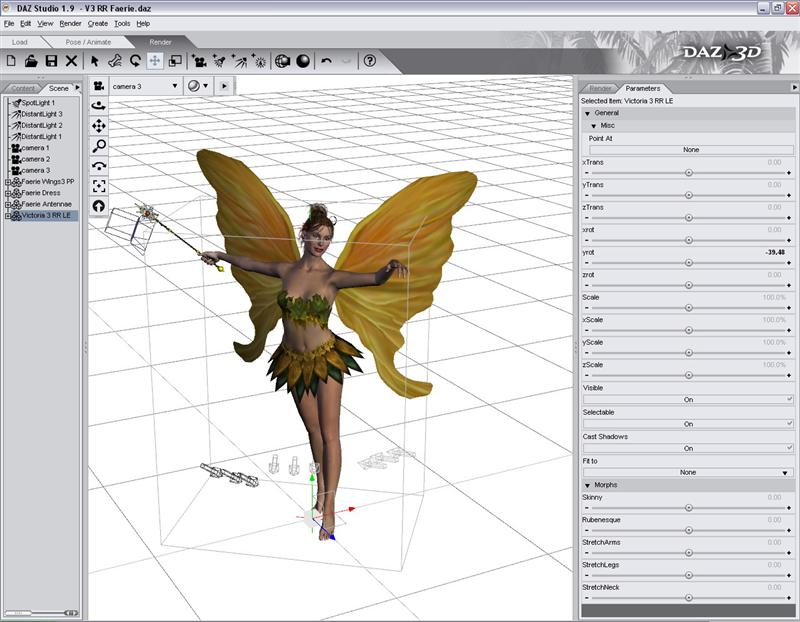 DAZ Studio 1.9 - V3 RR Faerie.daz
File Edit View Render Create Tools Help
Load Pose / Animate Render
DAZ 3D
Content Scene
SpotLight 1
DistantLight 3
DistantLight 2
DistantLight 1
camera 1
camera 2
camera 3
Faerie Wings3 PP
Faerie Dress
Faerie Antennae
Victoria 3 RR LE
camera 3
Render Parameters
Selected Item: Victoria 3 RR LE
General
Misc
Point At
None
xTrans 0.00
yTrans 0.00
zTrans 0.00
xrot 0.00
yrot -39.48
zrot 0.00
Scale 100.0%
xScale 100.0%
yScale 100.0%
zScale 100.0%
Visible
On
Selectable
On
Cast Shadows
On
Fit to
None
Morphs
Skinny 0.00
Rubenesque 0.00
StretchArms 0.00
StretchLegs 0.00
StretchNeck 0.00